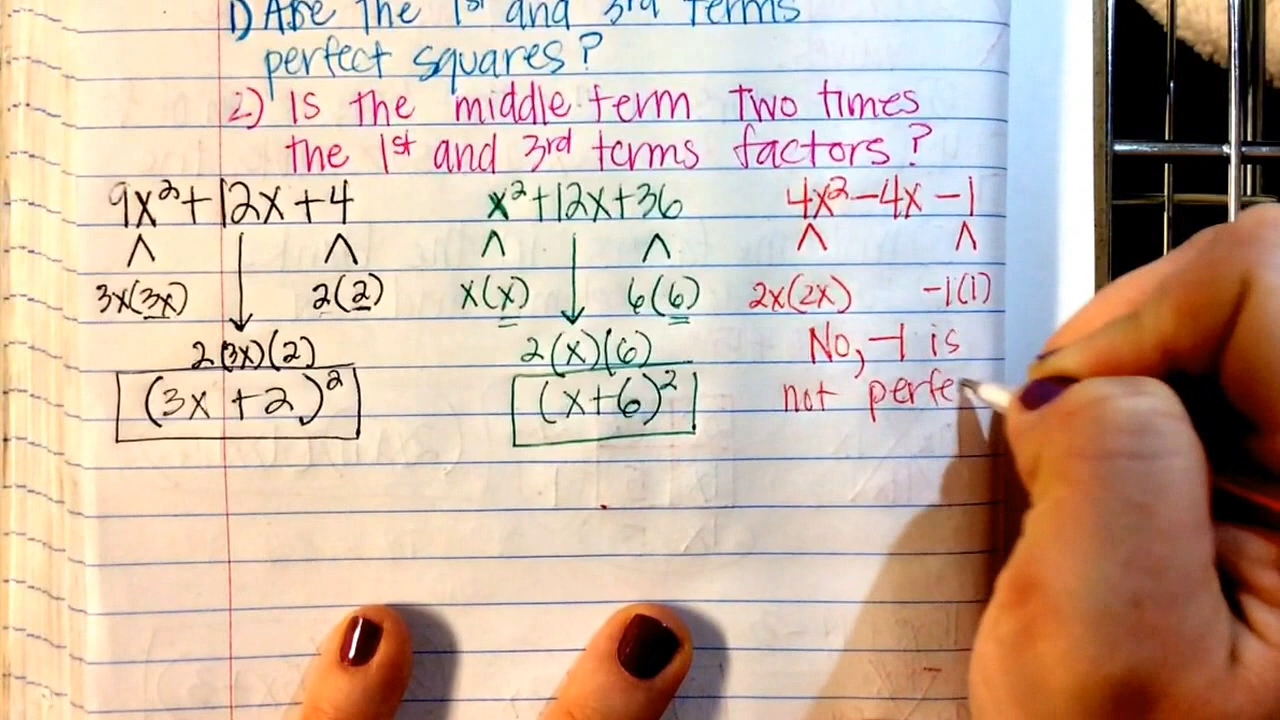 1) Are the 1st and 3rd terms
perfect squares?
2) Is the middle term two times
the 1st and 3rd terms factors?
9x²+12x+4
3x(3x) 2(2)
2(3x)(2)
(3x+2)²
x²+12x+36
x(x) 6(6)
2(x)(6)
(x+6)²
4x²-4x-1
2x(2x) -1(1)
No, -1 is
not perfe